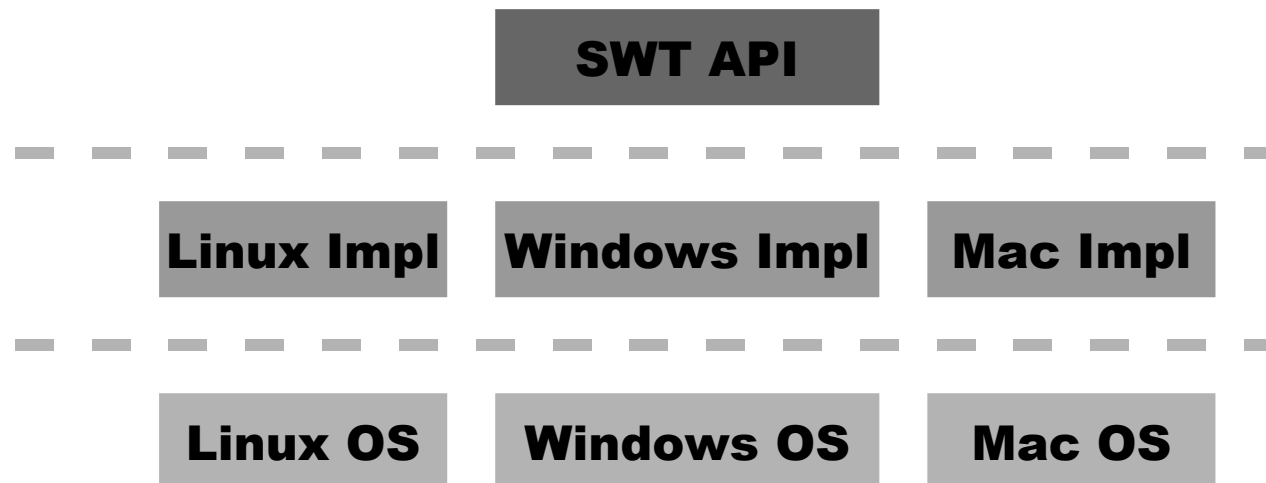 SWT API
Linux Impl
Windows Impl
Mac Impl
Linux OS
Windows OS
Mac OS